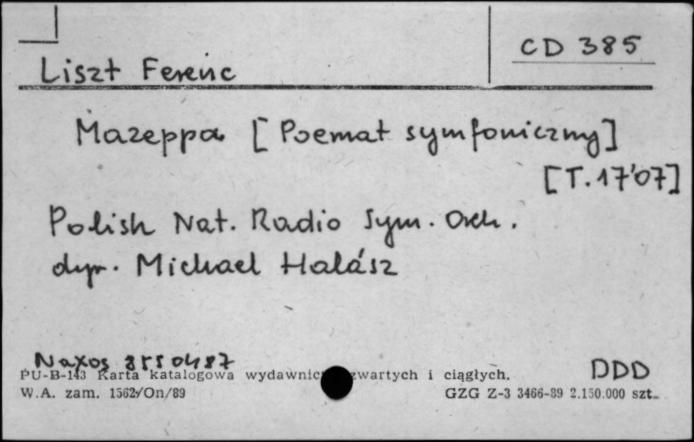 CD 385
Liszt Ferenc
Mazeppa [Poemat symfoniczny]
[T. 17'07]
Polish Nat. Radio Sym. Orch.
dyr. Michael Halász
Naxos 8550487
DDD
PU-B-143 Karta katalogowa wydawnic zwartych i ciągłych.
W.A. zam. 1562/On/89 GZG Z-3 3466-89 2.150.000 szt.